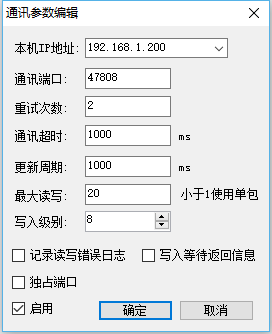 通讯参数编辑
本机IP地址: 192.168.1.200
通讯端口: 47808
重试次数: 2
通讯超时: 1000 ms
更新周期: 1000 ms
最大读写: 20 小于1使用单包
写入级别: 8
记录读写错误日志 写入等待返回信息
独占端口
启用 确定 取消